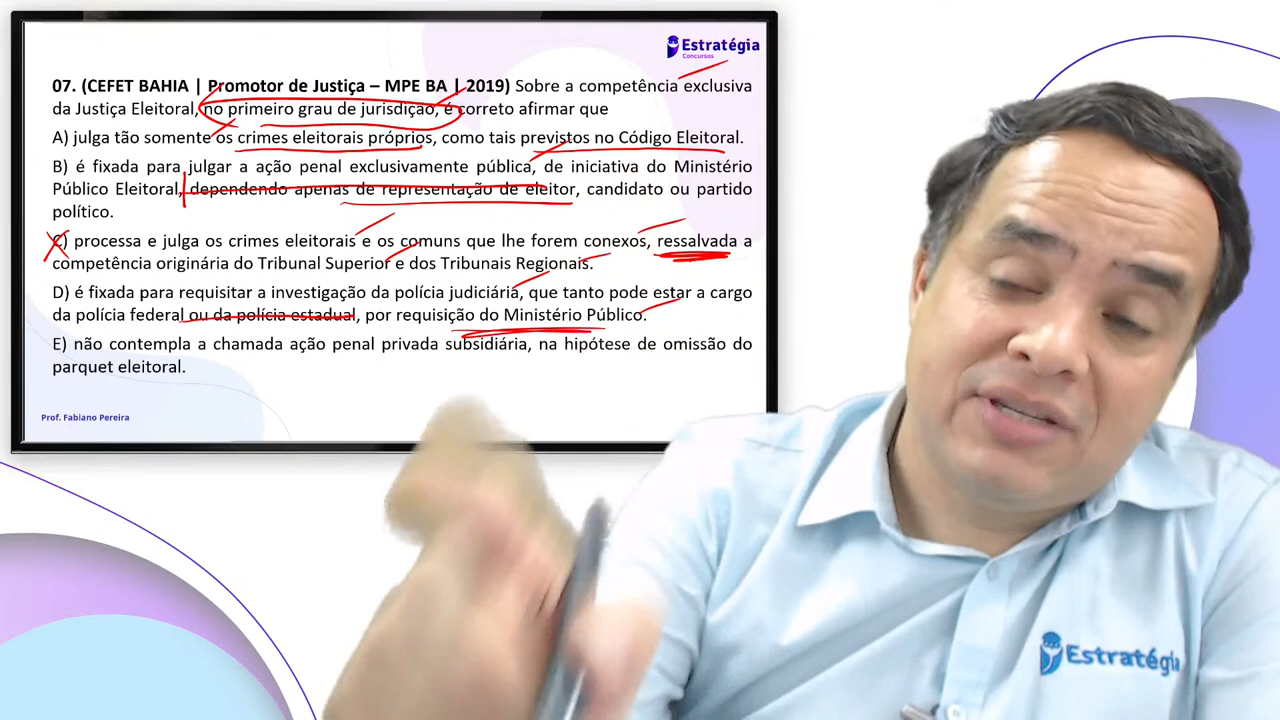 Estratégia
Concursos
07. (CEFET BAHIA | Promotor de Justiça – MPE BA | 2019) Sobre a competência exclusiva
da Justiça Eleitoral, no primeiro grau de jurisdição, é correto afirmar que
A) julga tão somente os crimes eleitorais próprios, como tais previstos no Código Eleitoral.
B) é fixada para julgar a ação penal exclusivamente pública, de iniciativa do Ministério
Público Eleitoral, dependendo apenas de representação de eleitor, candidato ou partido
político.
C) processa e julga os crimes eleitorais e os comuns que lhe forem conexos, ressalvada a
competência originária do Tribunal Superior e dos Tribunais Regionais.
D) é fixada para requisitar a investigação da polícia judiciária, que tanto pode estar a cargo
da polícia federal ou da polícia estadual, por requisição do Ministério Público.
E) não contempla a chamada ação penal privada subsidiária, na hipótese de omissão do
parquet eleitoral.
Prof. Fabiano Pereira
Estratégia